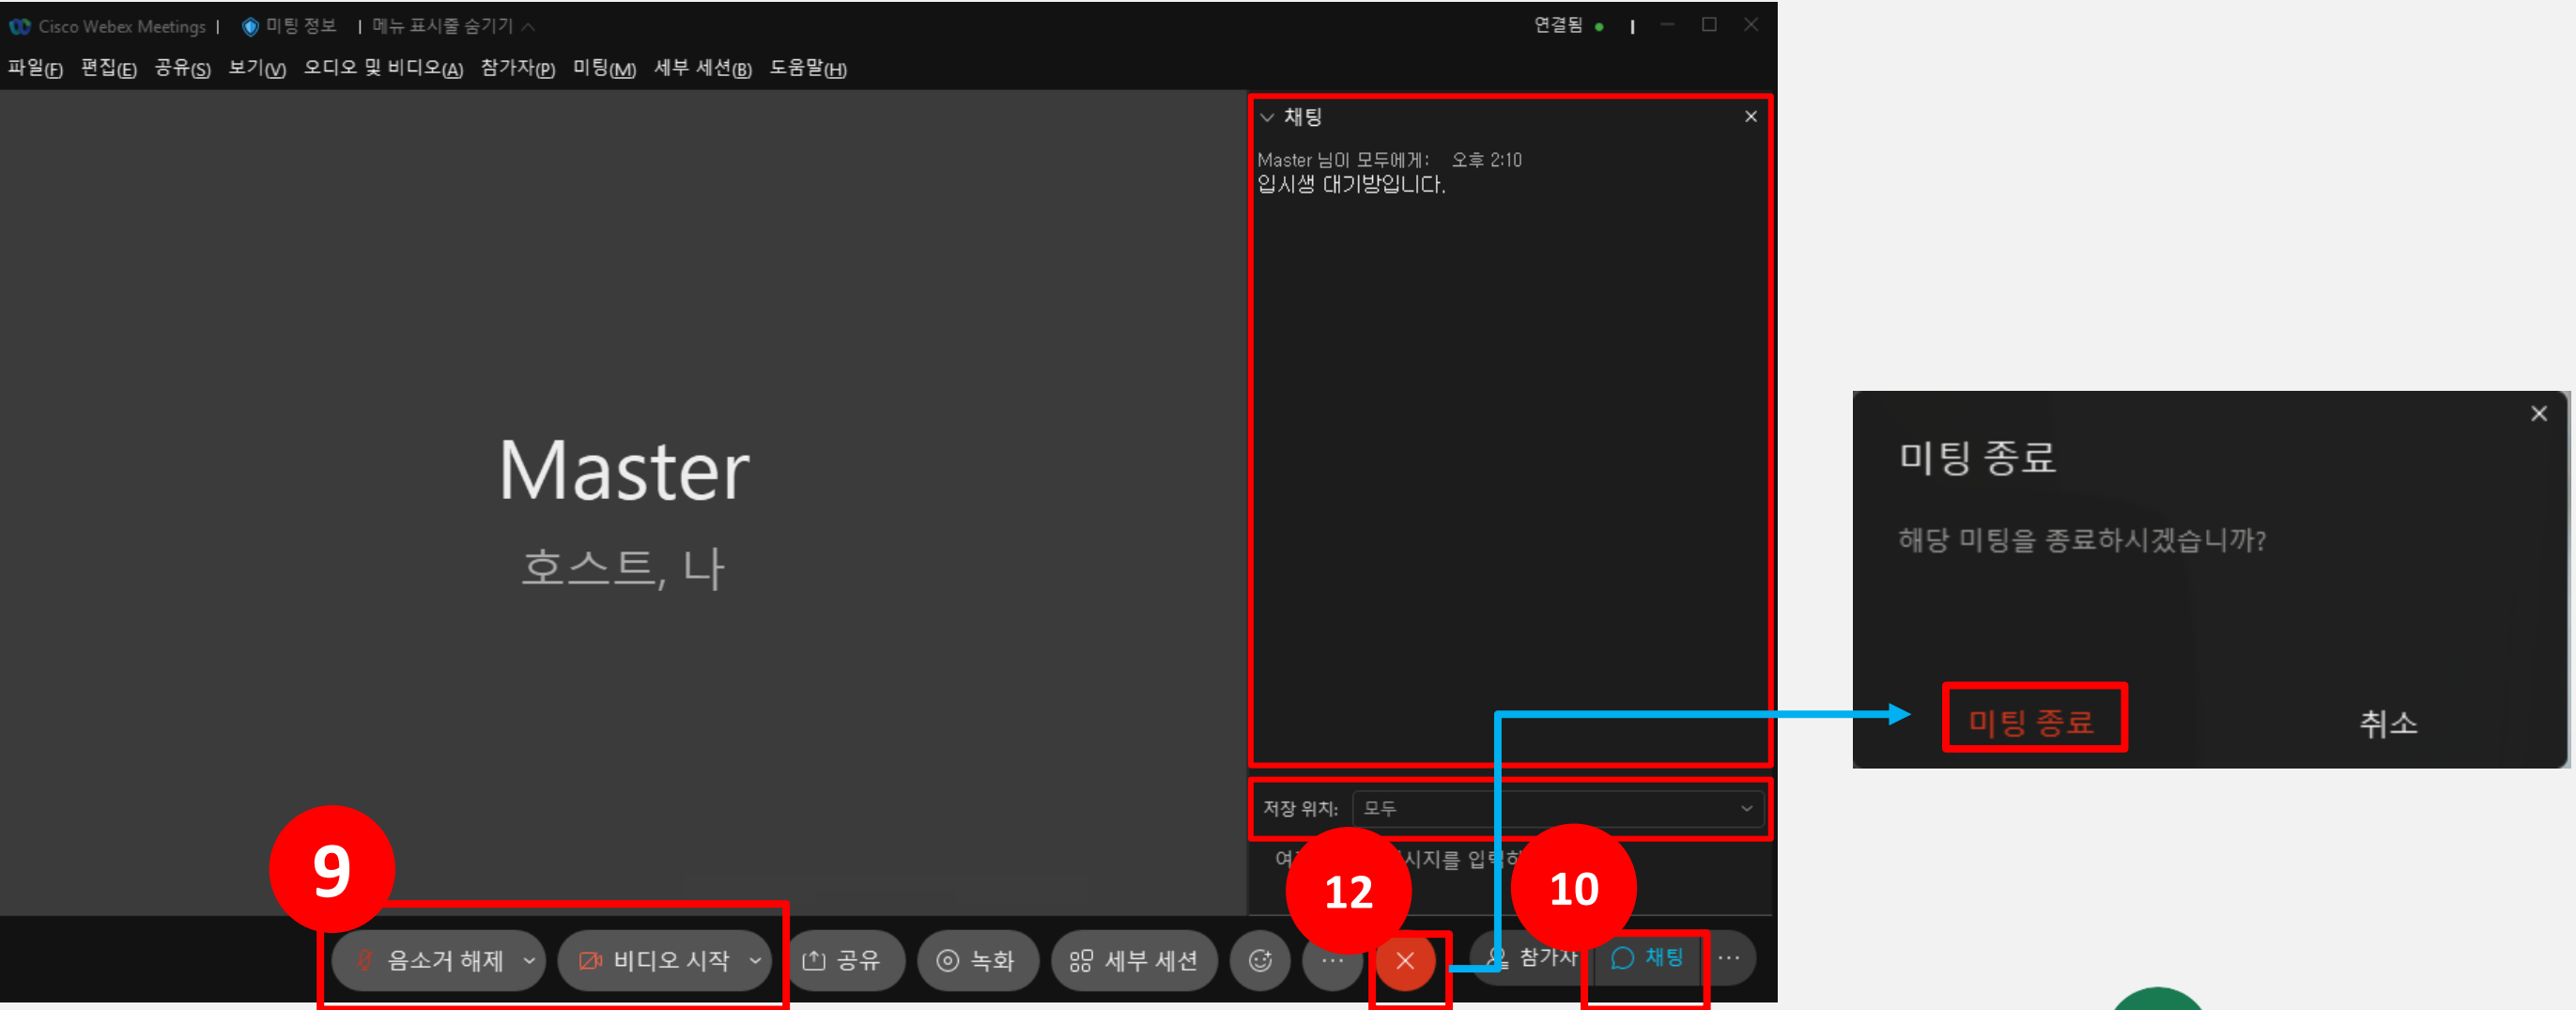 Cisco Webex Meetings | 미팅 정보 | 메뉴 표시줄 숨기기
연결됨
파일(F) 편집(E) 공유(S) 보기(V) 오디오 및 비디오(A) 참가자(P) 미팅(M) 세부 세션(B) 도움말(H)
채팅
Master 님이 모두에게: 오후 2:10
입시생 대기방입니다.
Master
호스트, 나
저장 위치: 모두
시지를
9
12
10
음소거 해제
비디오 시작
공유
녹화
세부 세션
참가자
채팅
미팅 종료
해당 미팅을 종료하시겠습니까?
미팅 종료
취소